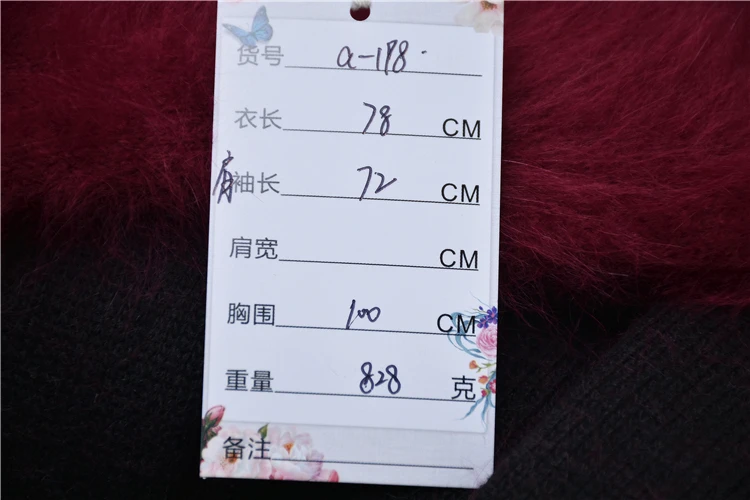 货号 a-198
衣长 78 CM
肩袖长 72 CM
肩宽 CM
胸围 100 CM
重量 828 克
备注